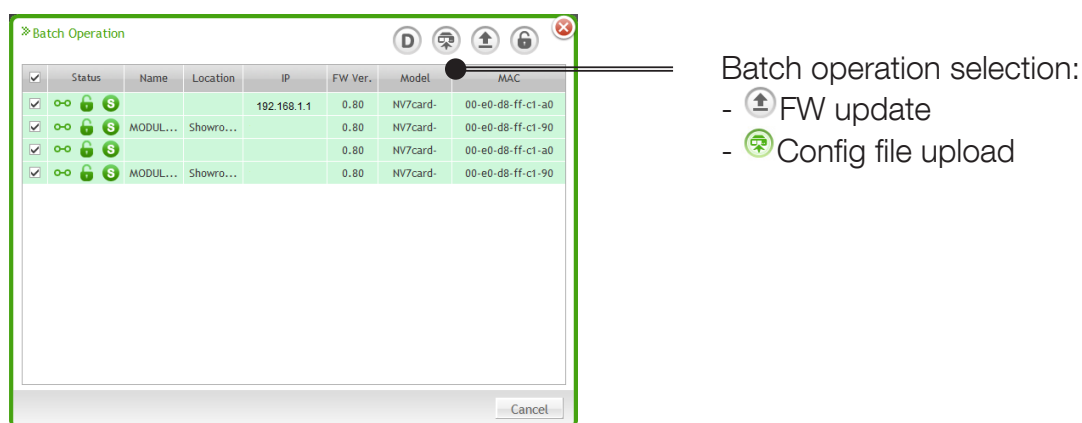 Batch Operation
D
Status Name Location IP FW Ver. Model MAC
S 192.168.1.1 0.80 NV7card- 00-e0-d8-ff-c1-a0
S MODUL... Showro... 0.80 NV7card- 00-e0-d8-ff-c1-90
S 0.80 NV7card- 00-e0-d8-ff-c1-a0
S MODUL... Showro... 0.80 NV7card- 00-e0-d8-ff-c1-90
Cancel
Batch operation selection:
- FW update
- Config file upload